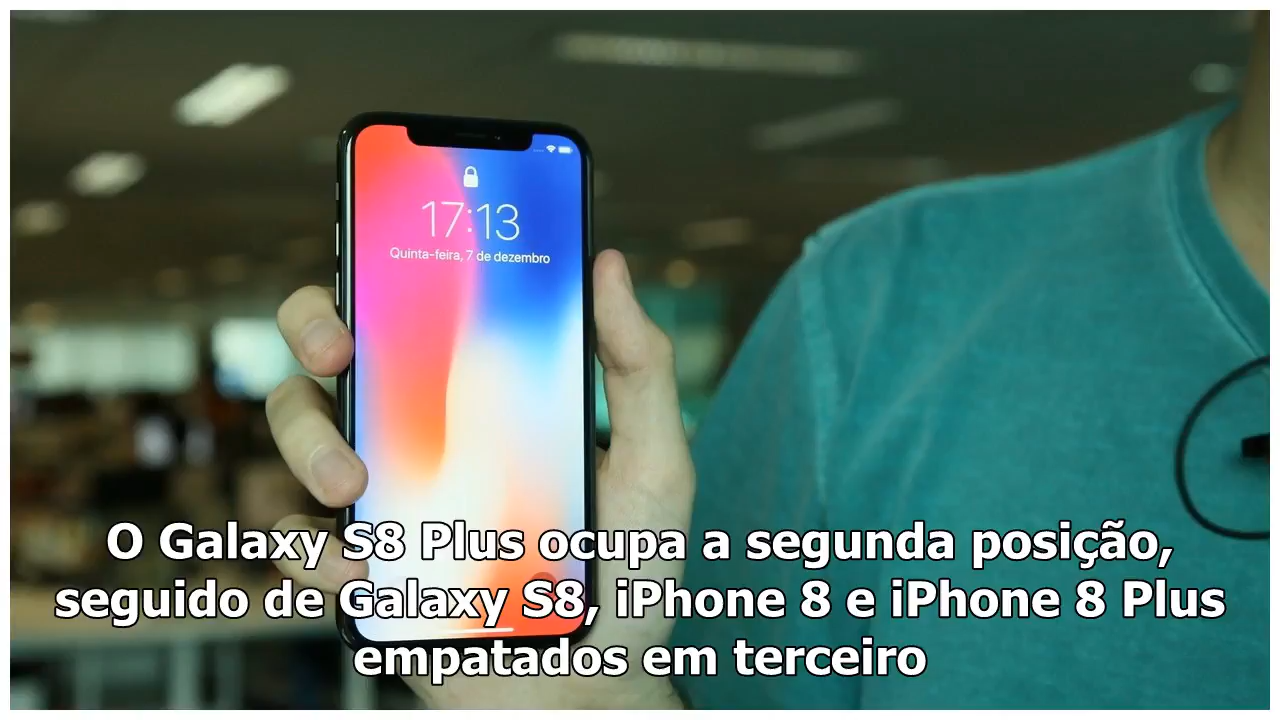 17:13
Quinta-feira, 7 de dezembro
O Galaxy S8 Plus ocupa a segunda posição,
seguido de Galaxy S8, iPhone 8 e iPhone 8 Plus
empatados em terceiro